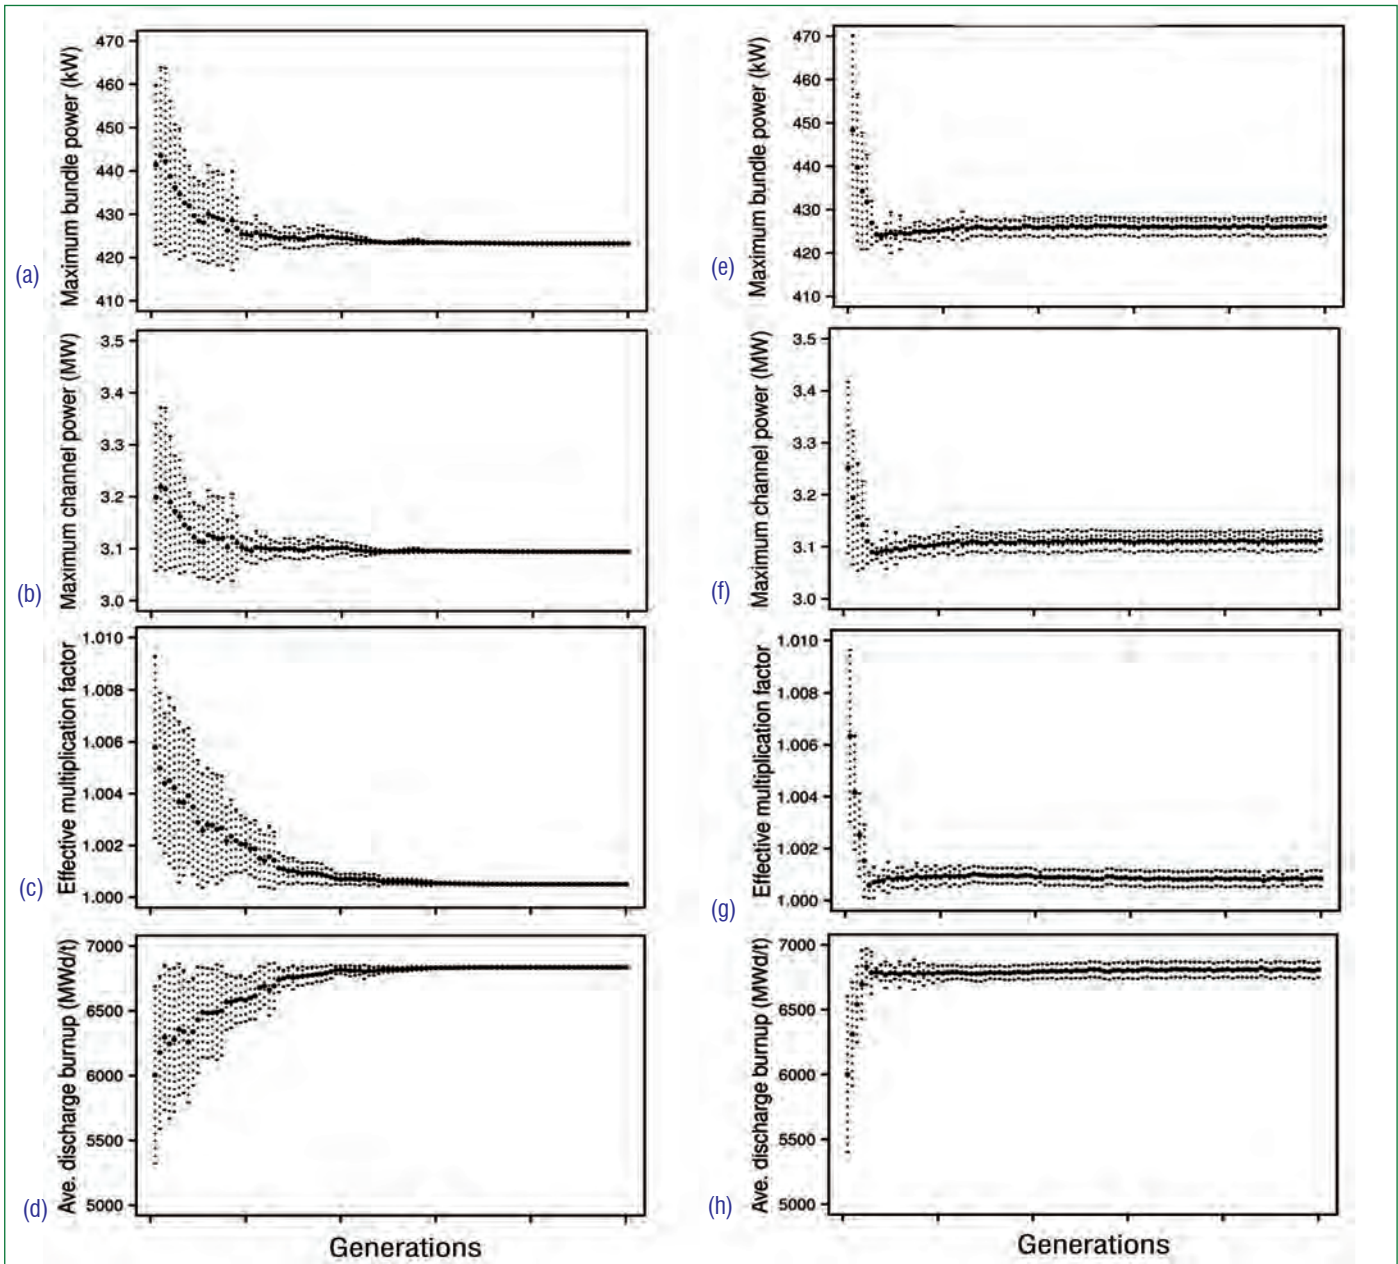 Maximum bundle power (kW)
470
460
450
440
430
420
410
(a)
Maximum channel power (MW)
3.5
3.4
3.3
3.2
3.1
3.0
(b)
Effective multiplication factor
1.010
1.008
1.006
1.004
1.002
1.000
(c)
Ave. discharge burnup (MWd/t)
7000
6500
6000
5500
5000
(d)
Generations
Maximum bundle power (kW)
470
460
450
440
430
420
410
(e)
Maximum channel power (MW)
3.5
3.4
3.3
3.2
3.1
3.0
(f)
Effective multiplication factor
1.010
1.008
1.006
1.004
1.002
1.000
(g)
Ave. discharge burnup (MWd/t)
7000
6500
6000
5500
5000
(h)
Generations